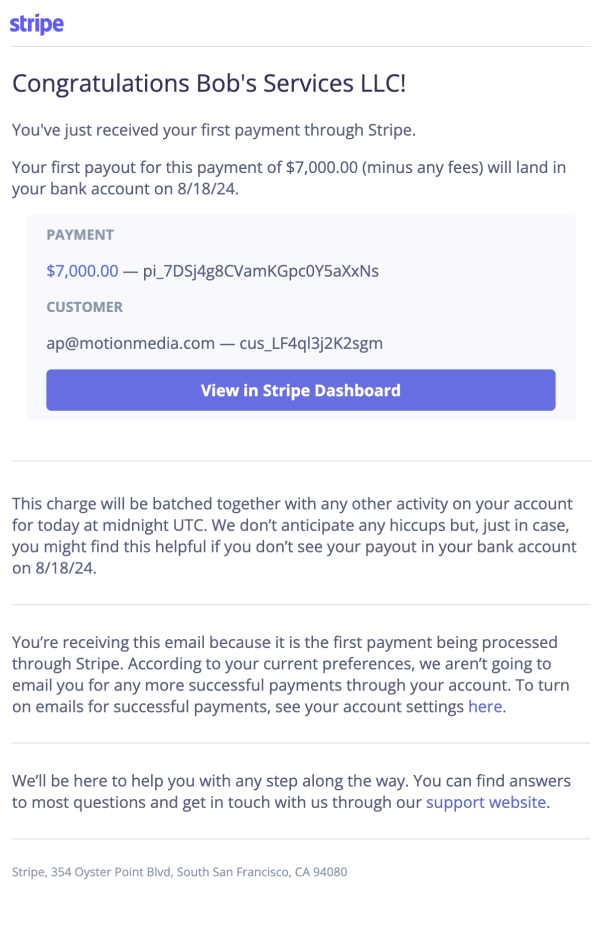 stripe
Congratulations Bob's Services LLC!
You've just received your first payment through Stripe.
Your first payout for this payment of $7,000.00 (minus any fees) will land in
your bank account on 8/18/24.
PAYMENT
$7,000.00 — pi_7DSj4g8CVamKGpc0Y5aXxNs
CUSTOMER
ap@motionmedia.com — cus_LF4ql3j2K2sgm
View in Stripe Dashboard
This charge will be batched together with any other activity on your account
for today at midnight UTC. We don’t anticipate any hiccups but, just in case,
you might find this helpful if you don’t see your payout in your bank account
on 8/18/24.
You’re receiving this email because it is the first payment being processed
through Stripe. According to your current preferences, we aren’t going to
email you for any more successful payments through your account. To turn
on emails for successful payments, see your account settings here.
We’ll be here to help you with any step along the way. You can find answers
to most questions and get in touch with us through our support website.
Stripe, 354 Oyster Point Blvd, South San Francisco, CA 94080